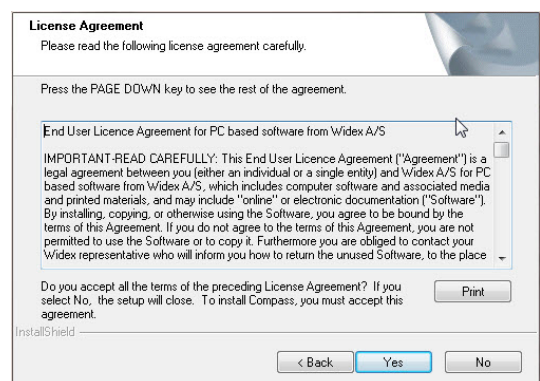 License Agreement
Please read the following license agreement carefully.
Press the PAGE DOWN key to see the rest of the agreement.
End User Licence Agreement for PC based software from Widex A/S
IMPORTANT-READ CAREFULLY: This End User Licence Agreement ("Agreement") is a
legal agreement between you (either an individual or a single entity) and Widex A/S for PC
based software from Widex A/S, which includes computer software and associated media
and printed materials, and may include "online" or electronic documentation ("Software").
By installing, copying, or otherwise using the Software, you agree to be bound by the
terms of this Agreement. If you do not agree to the terms of this Agreement, you are not
permitted to use the Software or to copy it. Furthermore you are obliged to contact your
Widex representative who will inform you how to return the unused Software, to the place
Do you accept all the terms of the preceding License Agreement? If you
select No, the setup will close. To install Compass, you must accept this
agreement.
Print
InstallShield
< Back
Yes
No